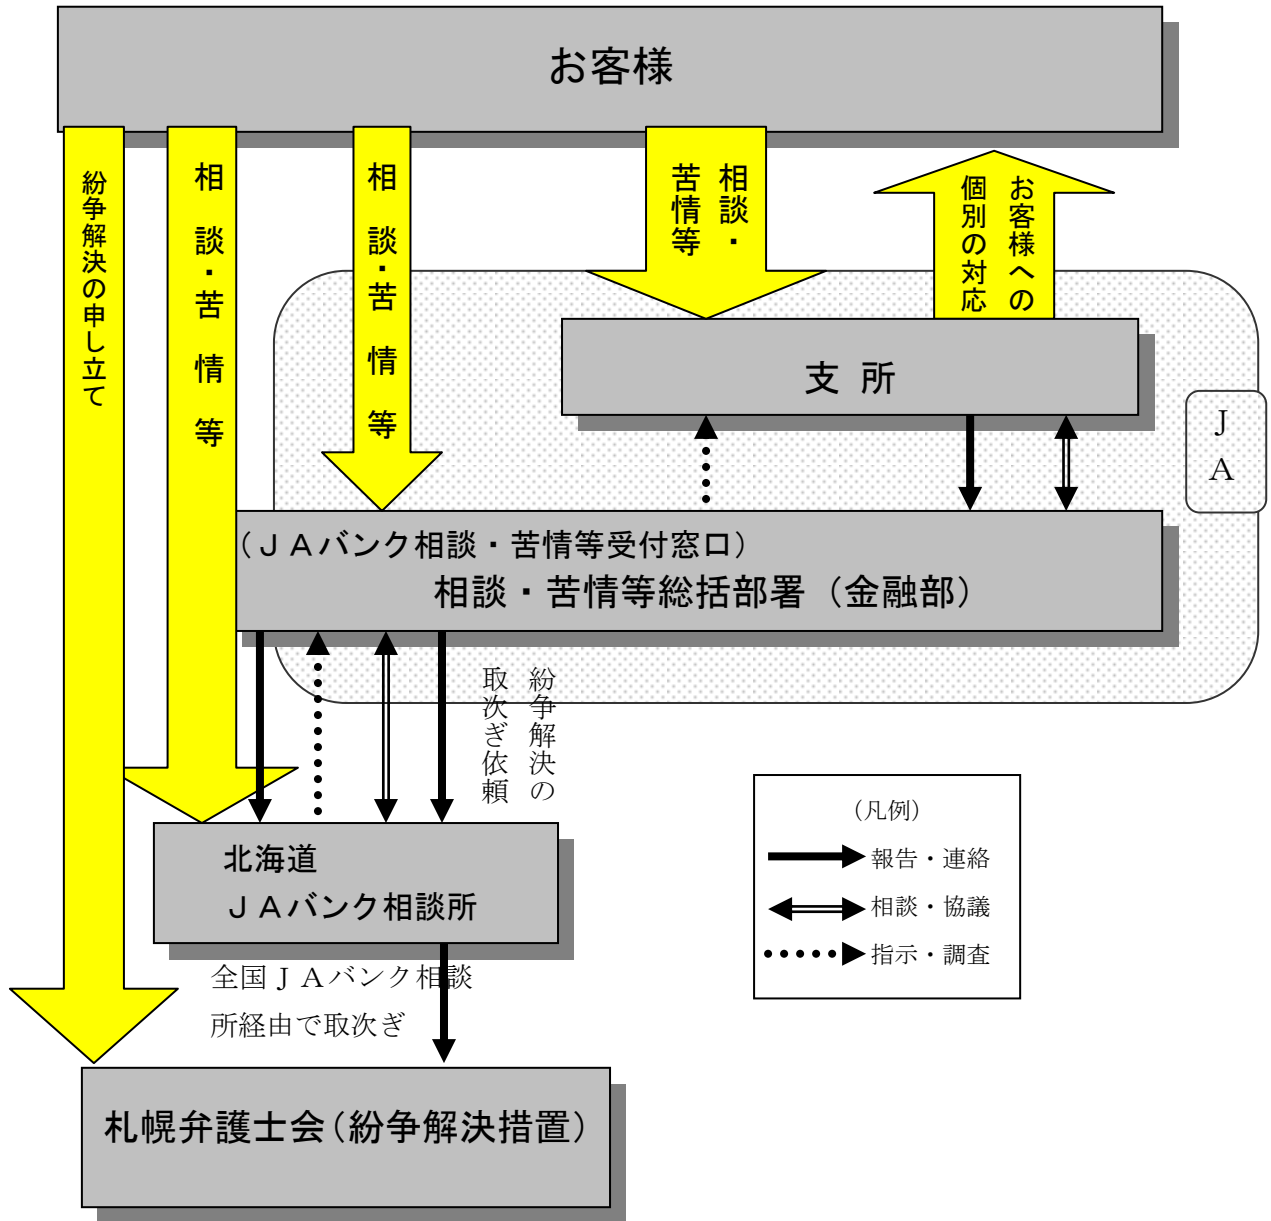 お客様
紛争解決の申し立て
相談・苦情等
相談・苦情等
相談・
苦情等
お客様への
個別の対応
支所
JA
(JAバンク相談・苦情等受付窓口)
相談・苦情等総括部署(金融部)
紛争解決の
取次ぎ依頼
北海道
JAバンク相談所
全国JAバンク相談
所経由で取次ぎ
札幌弁護士会(紛争解決措置)
(凡例)
報告・連絡
相談・協議
指示・調査